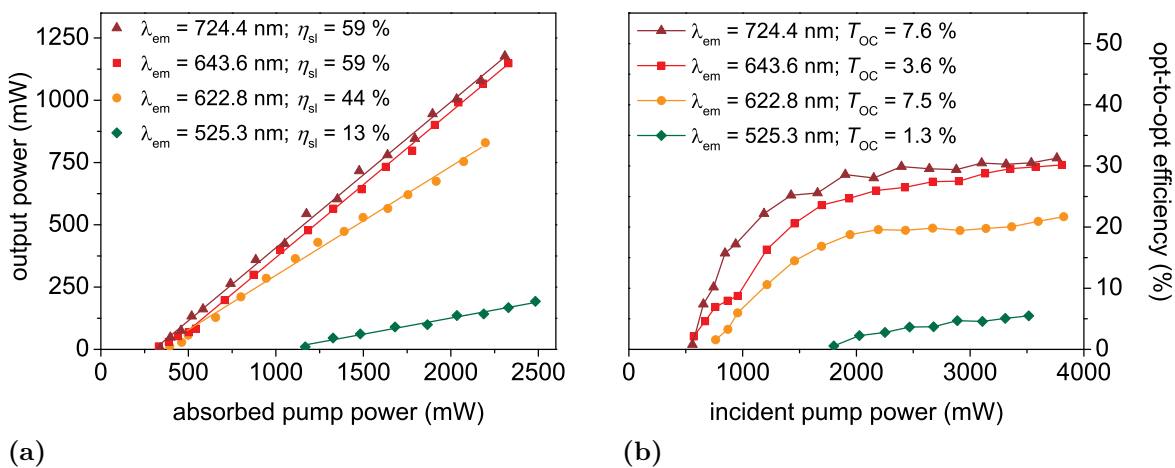 λem = 724.4 nm; ηsl = 59 %
λem = 643.6 nm; ηsl = 59 %
λem = 622.8 nm; ηsl = 44 %
λem = 525.3 nm; ηsl = 13 %
output power (mW)
1250
1000
750
500
250
0
0 500 1000 1500 2000 2500
absorbed pump power (mW)
(a)
λem = 724.4 nm; TOC = 7.6 %
λem = 643.6 nm; TOC = 3.6 %
λem = 622.8 nm; TOC = 7.5 %
λem = 525.3 nm; TOC = 1.3 %
50
40
30
20
10
0
opt-to-opt efficiency (%)
0 1000 2000 3000 4000
incident pump power (mW)
(b)